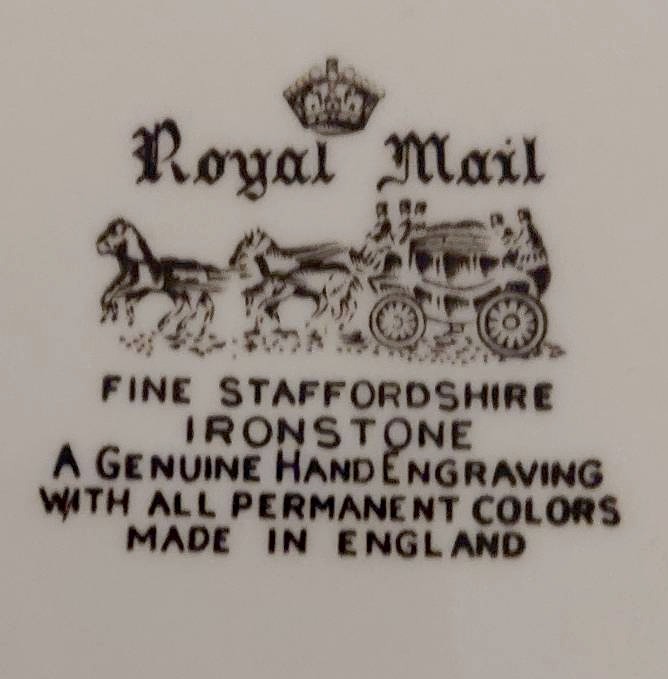 Royal Mail
FINE STAFFORDSHIRE
IRONSTONE
A GENUINE HAND ENGRAVING
WITH ALL PERMANENT COLORS
MADE IN ENGLAND